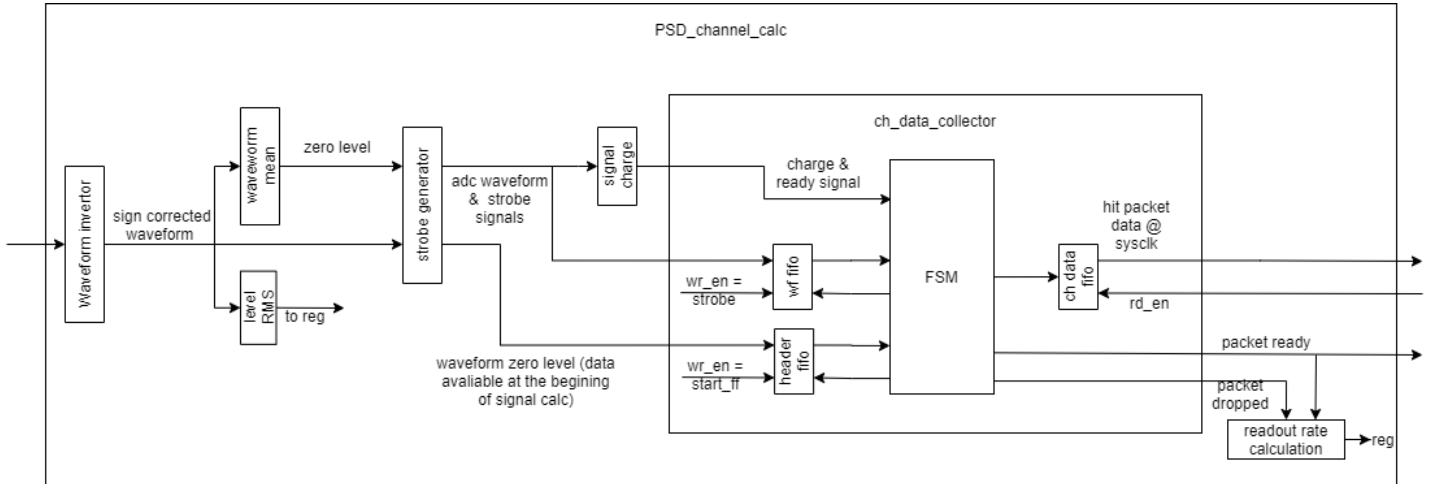 PSD_channel_calc
ch_data_collector
Waveform invertor
sign corrected
waveform
waveworm
mean
zero level
level
RMS
to reg
strobe generator
adc waveform
& strobe
signals
signal
charge
charge &
ready signal
wr_en =
strobe
wf fifo
waveform zero level (data
avaliable at the begining
of signal calc)
wr_en =
start_ff
header
fifo
FSM
ch data
fifo
hit packet
data @
sysclk
rd_en
packet ready
packet
dropped
readout rate
calculation
reg